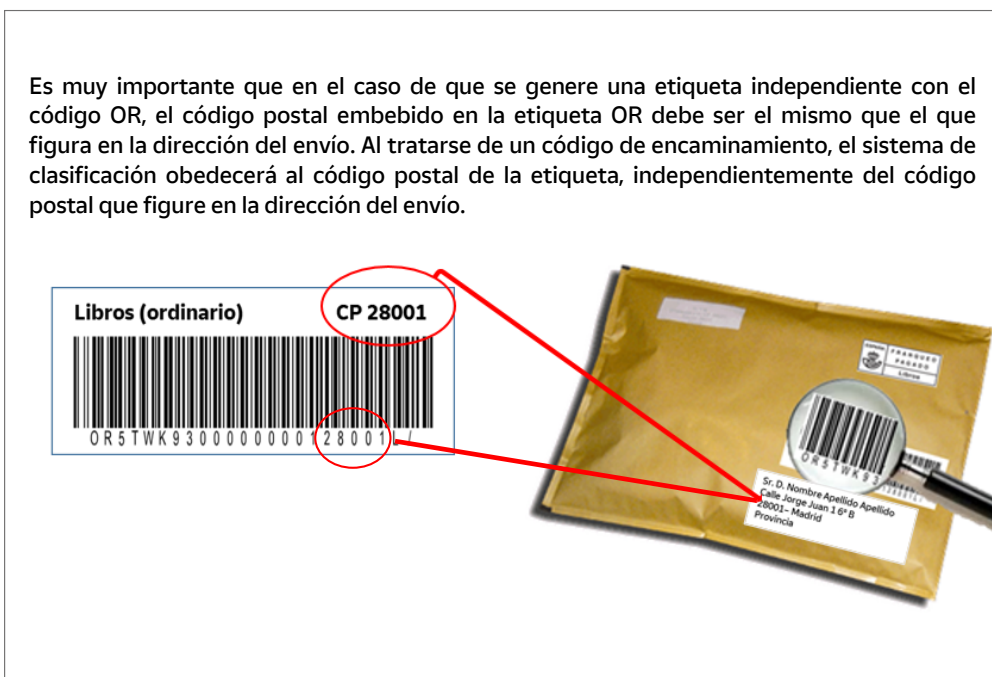 Es muy importante que en el caso de que se genere una etiqueta independiente con el
código OR, el código postal embebido en la etiqueta OR debe ser el mismo que el que
figura en la dirección del envío. Al tratarse de un código de encaminamiento, el sistema de
clasificación obedecerá al código postal de la etiqueta, independientemente del código
postal que figure en la dirección del envío.
Libros (ordinario) CP 28001
FRANQUEO
PAGADO
Libros
OR5TWK93
Sr. D. Nombre Apellido Apellido
Calle Jorge Juan 1 6º B
28001– Madrid
Provincia